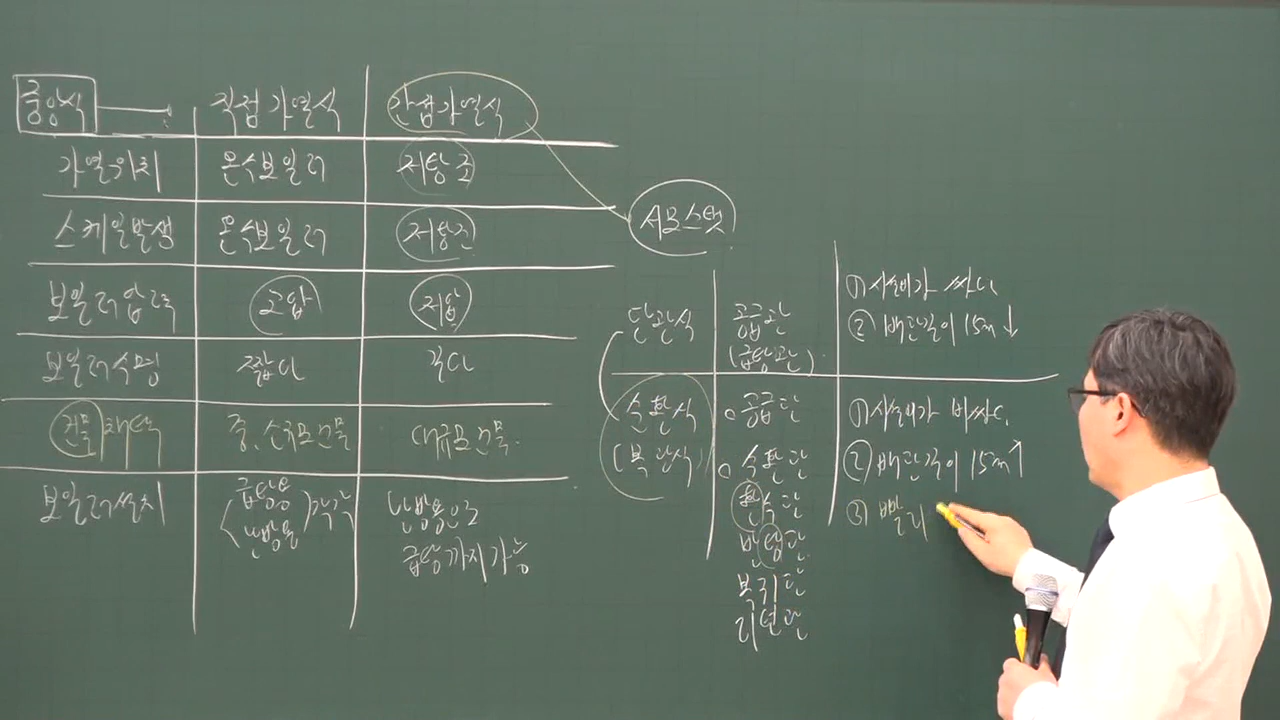 중앙식 직접가열식 간접가열식
가열위치 온수보일러 저탕조
스케일발생 온수보일러 저탕조
보일러압력 고압 저압
보일러수명 짧다 길다
건물 중,소규모건물 대규모건물
보일러설치 급탕용 난방용 각각 난방용으로
급탕까지가능
단관식 공급관 ① 시설비가 싸다
(급탕관) ② 배관길이 15m↓
순환식 공급관 ① 시설비가 비싸다.
(복관식) 순환관 ② 배관길이 15m↑
환수관 ③ 빨리
반탕관
복귀관
리턴관